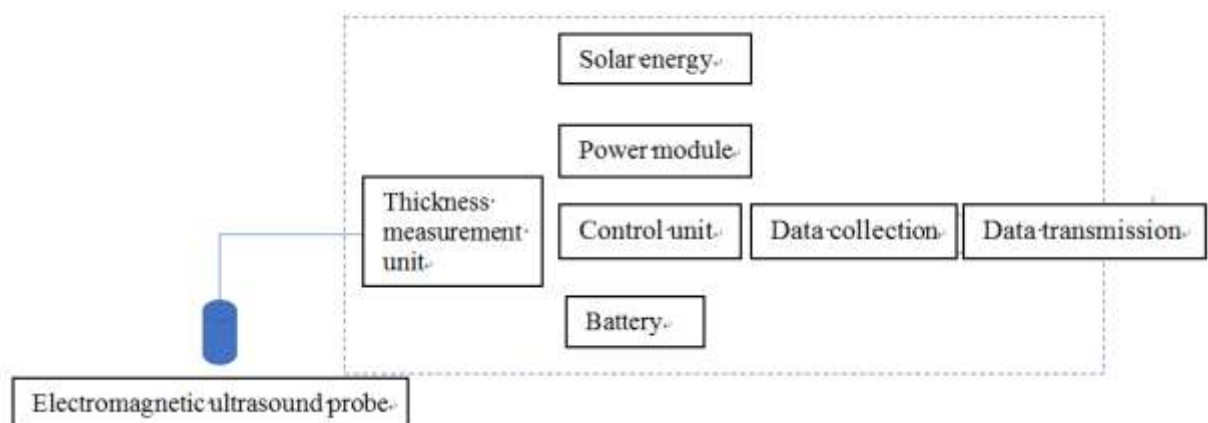 Solar energy
Power module
Thickness
measurement
unit
Control unit
Data collection
Data transmission
Battery
Electromagnetic ultrasound probe